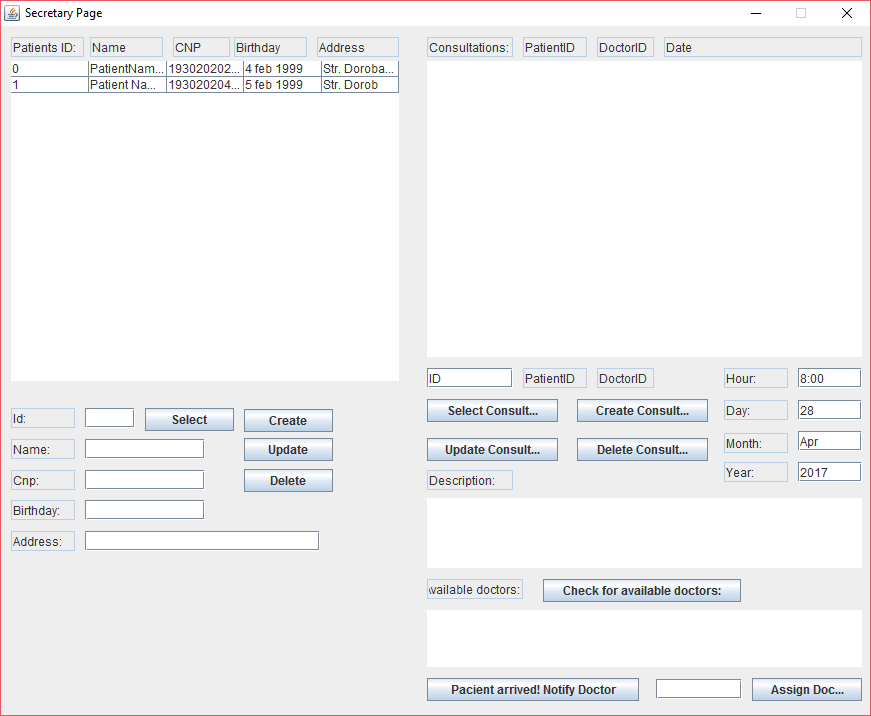 Secretary Page
Patients ID: Name CNP Birthday Address
0 PatientNam... 193020202... 4 feb 1999 Str. Doroba...
1 Patient Na... 193020204... 5 feb 1999 Str. Dorob
Consultations: PatientID DoctorID Date
ID PatientID DoctorID Hour: 8:00
Select Consult... Create Consult... Day: 28
Update Consult... Delete Consult... Month: Apr
Description: Year: 2017
Id: Select Create
Name: Update
Cnp: Delete
Birthday:
Address:
Available doctors: Check for available doctors:
Pacient arrived! Notify Doctor Assign Doc...